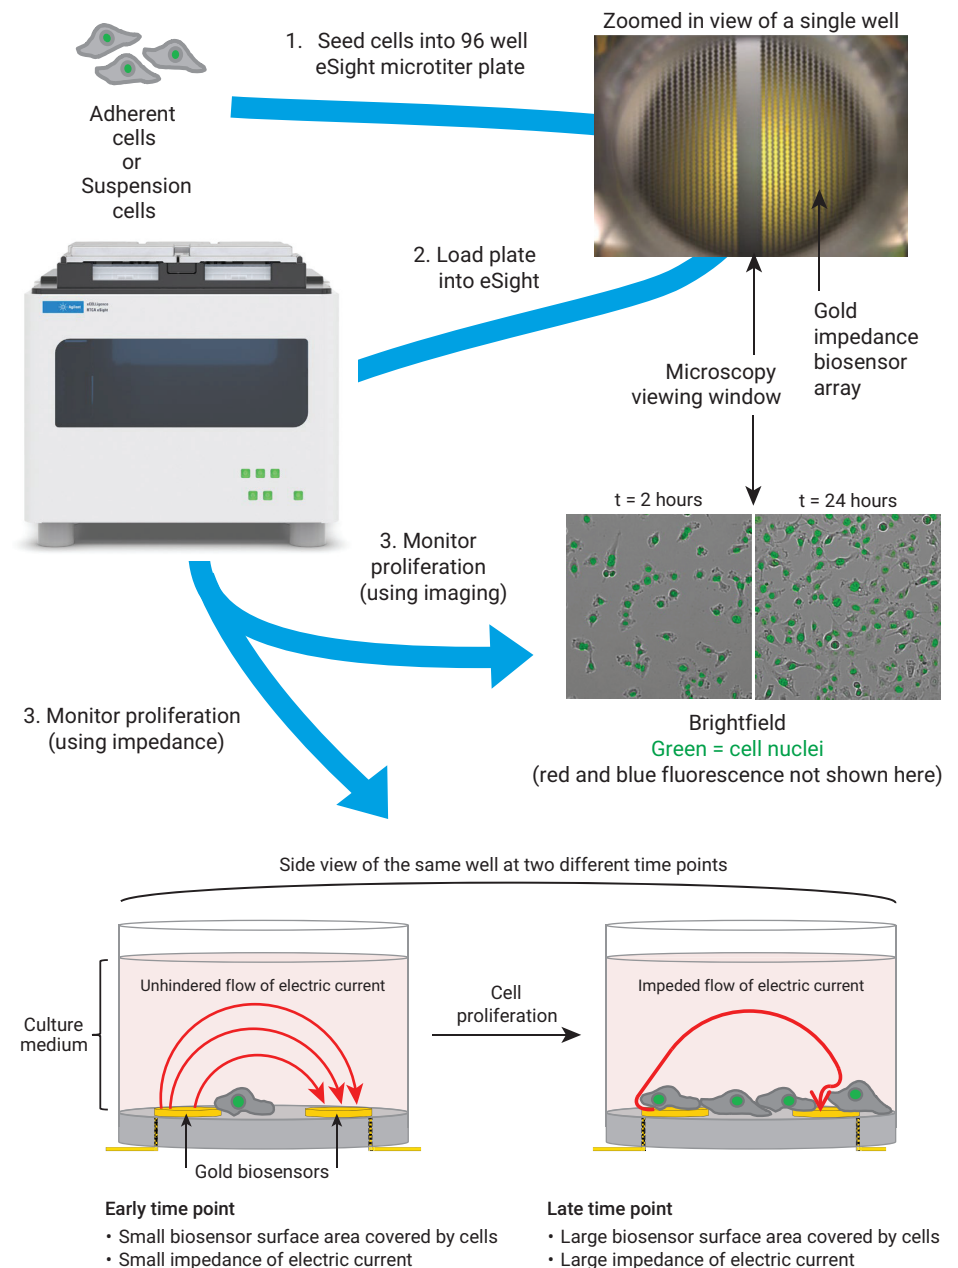 Zoomed in view of a single well
1. Seed cells into 96 well
eSight microtiter plate
Adherent
cells
or
Suspension
cells
2. Load plate
into eSight
Agilent
xCELLigence
RTCA eSight
Gold
impedance
biosensor
array
Microscopy
viewing window
t = 2 hours
t = 24 hours
3. Monitor
proliferation
(using imaging)
3. Monitor proliferation
(using impedance)
Brightfield
Green = cell nuclei
(red and blue fluorescence not shown here)
Side view of the same well at two different time points
Unhindered flow of electric current
Impeded flow of electric current
Cell
proliferation
Culture
medium
Gold biosensors
Early time point
• Small biosensor surface area covered by cells
• Small impedance of electric current
Late time point
• Large biosensor surface area covered by cells
• Large impedance of electric current